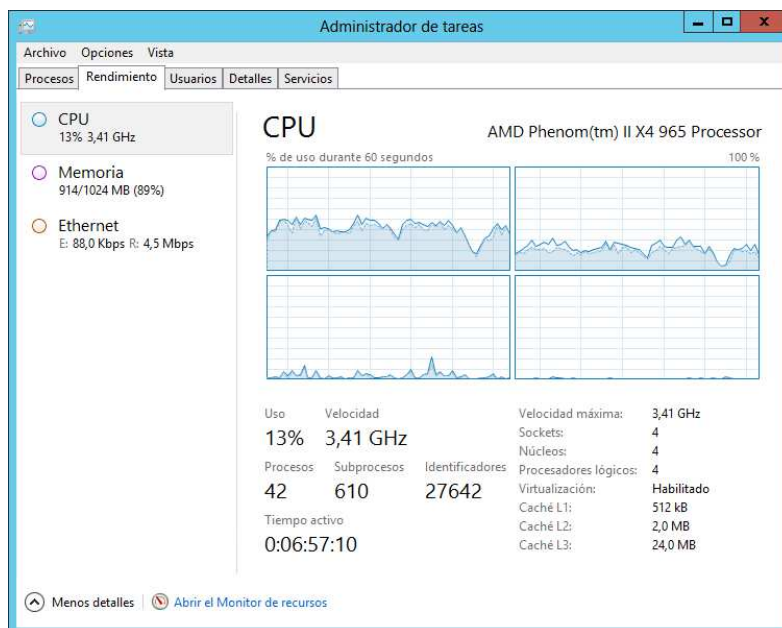 Administrador de tareas
Archivo Opciones Vista
Procesos Rendimiento Usuarios Detalles Servicios
CPU
13% 3,41 GHz
Memoria
914/1024 MB (89%)
Ethernet
E: 88,0 Kbps R: 4,5 Mbps
CPU AMD Phenom(tm) II X4 965 Processor
% de uso durante 60 segundos 100 %
Uso Velocidad
13% 3,41 GHz
Procesos Subprocesos Identificadores
42 610 27642
Tiempo activo
0:06:57:10
Velocidad máxima: 3,41 GHz
Sockets: 4
Núcleos: 4
Procesadores lógicos: 4
Virtualización: Habilitado
Caché L1: 512 kB
Caché L2: 2,0 MB
Caché L3: 24,0 MB
Menos detalles Abrir el Monitor de recursos